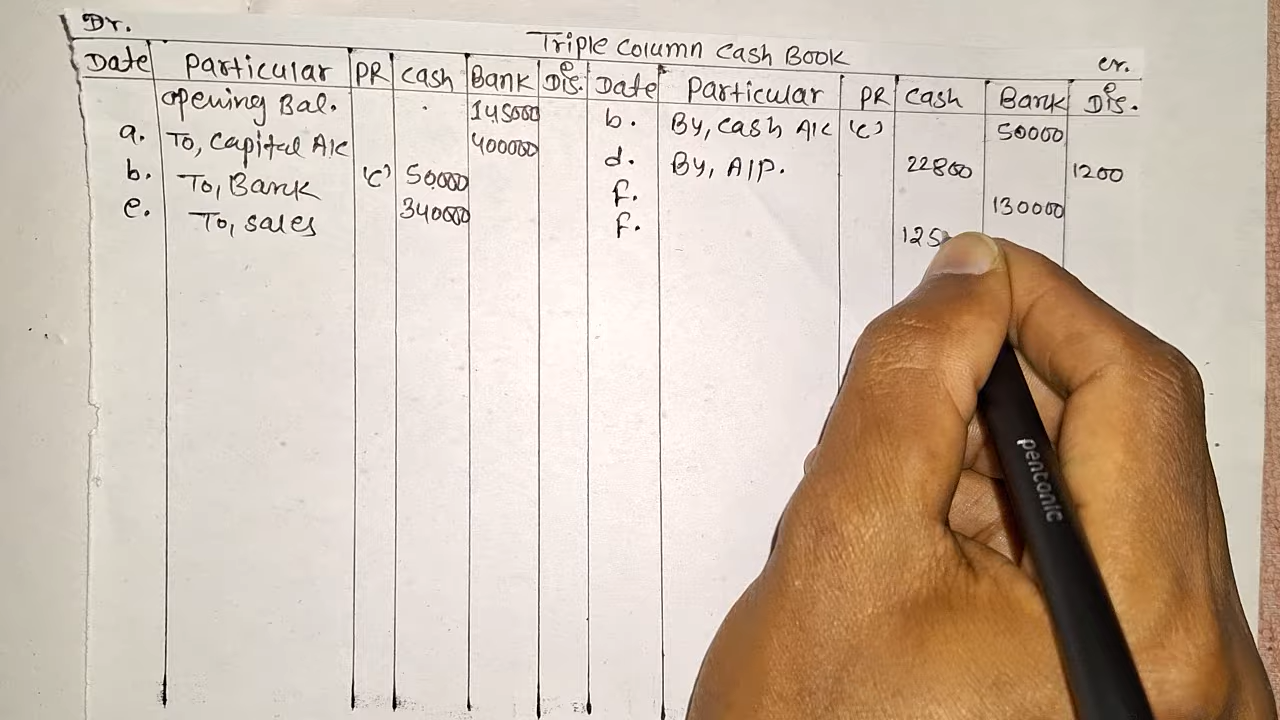 Dr.
Triple Column Cash Book
Cr.
Date Particular PR Cash Bank Dis. Date Particular PR Cash Bank Dis.
Opening Bal. 145000 b. By, Cash A/c 'C' 50000
a. To, Capital A/c 400000 d. By, A/P. 22800 1200
b. To, Bank 'C' 50000 F. 130000
e. To, Sales 340000 F. 125
pentonic